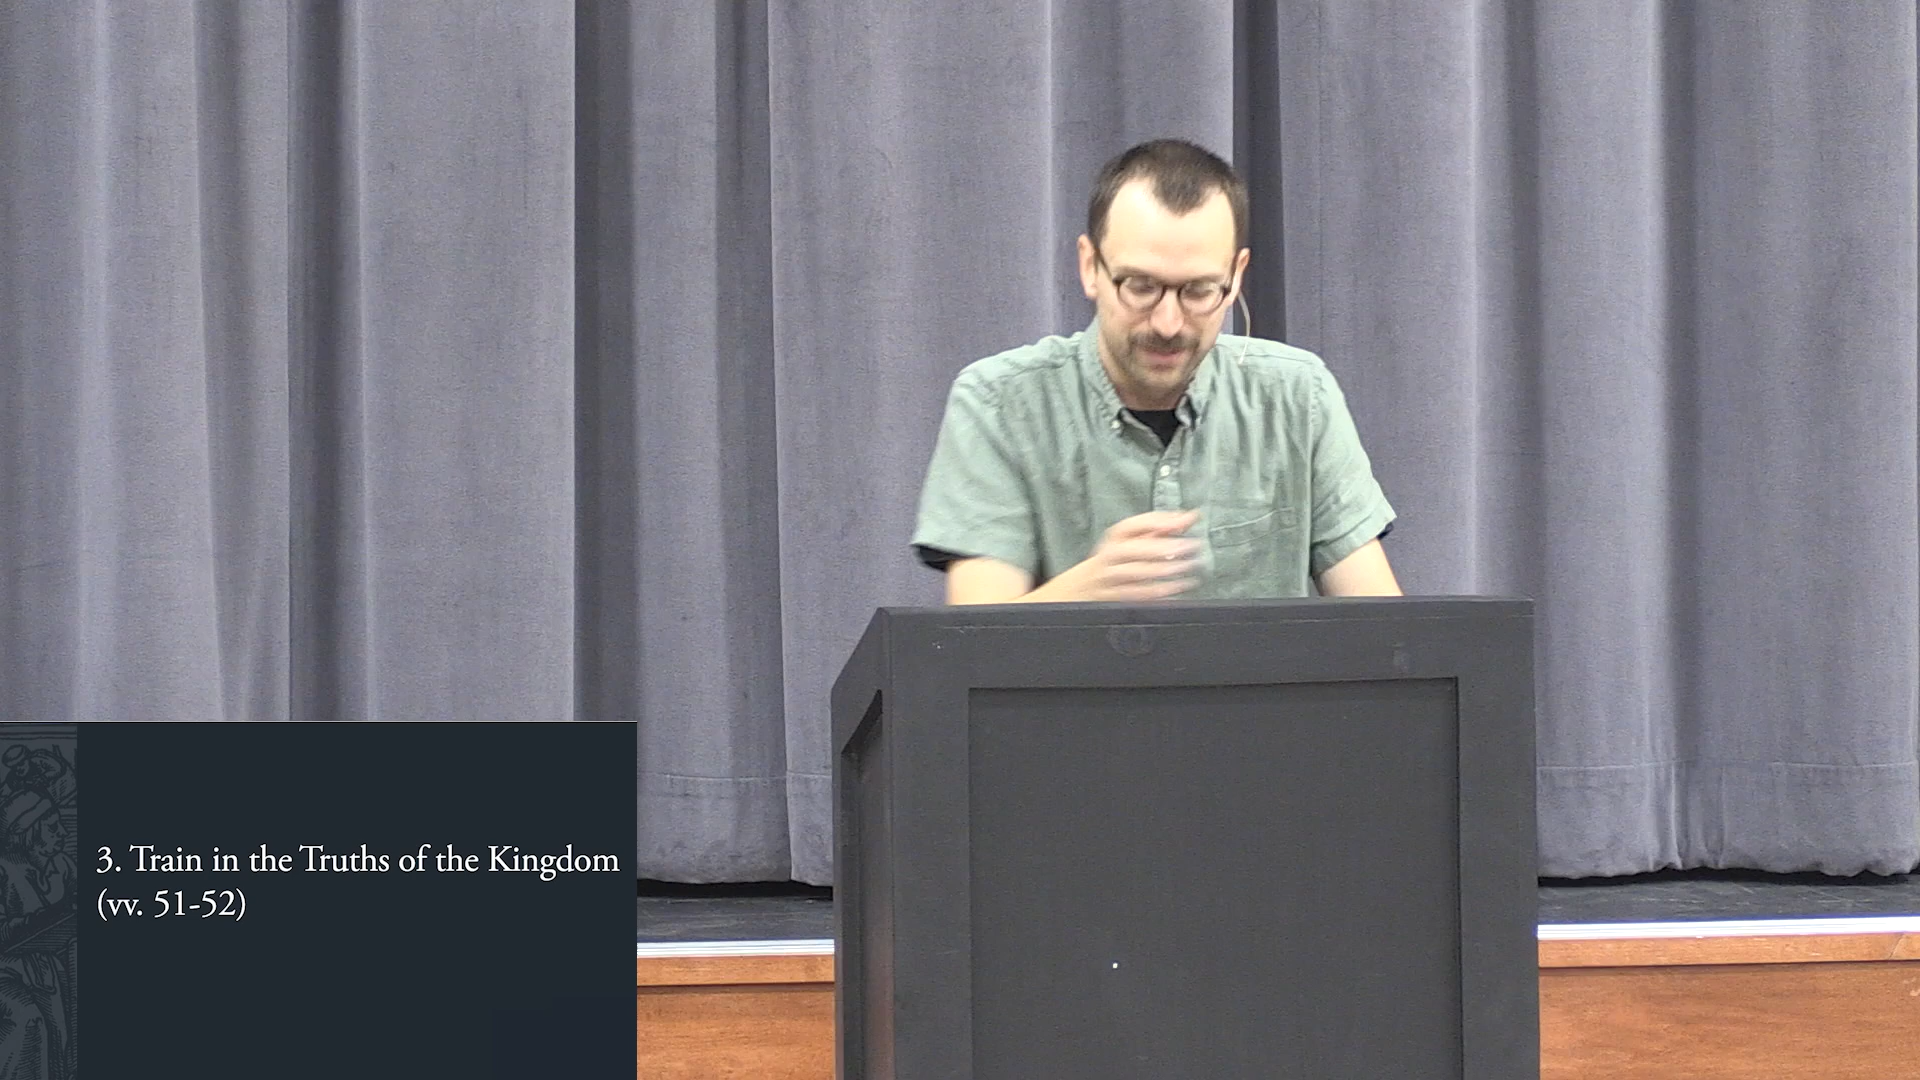 3. Train in the Truths of the Kingdom
(vv. 51-52)